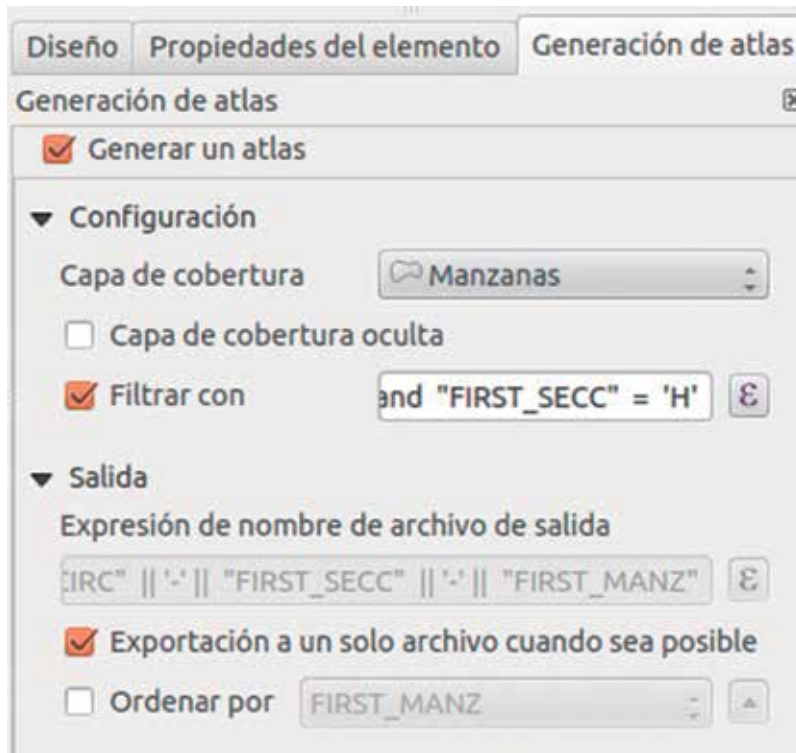 Diseño Propiedades del elemento Generación de atlas
Generación de atlas
Generar un atlas
Configuración
Capa de cobertura Manzanas
Capa de cobertura oculta
Filtrar con and "FIRST_SECC" = 'H' ε
Salida
Expresión de nombre de archivo de salida
CIRC" || '-' || "FIRST_SECC" || '-' || "FIRST_MANZ" ε
Exportación a un solo archivo cuando sea posible
Ordenar por FIRST_MANZ